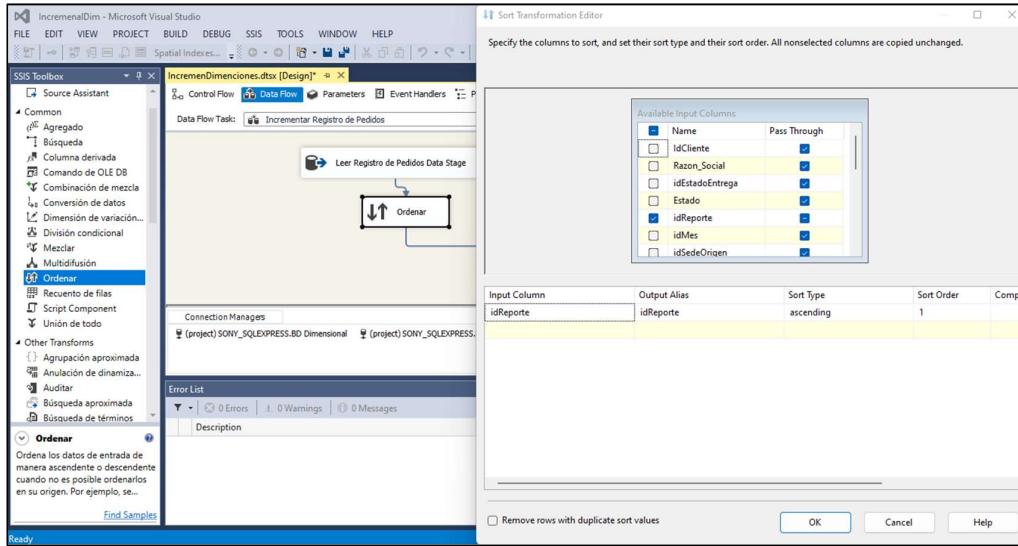 IncremenalDim - Microsoft Visual Studio
FILE EDIT VIEW PROJECT BUILD DEBUG SSIS TOOLS WINDOW HELP
Spatial Indexes...
SSIS Toolbox
Source Assistant
Common
Agregado
Búsqueda
Columna derivada
Comando de OLE DB
Combinación de mezcla
Conversión de datos
Dimensión de variación...
División condicional
Mezclar
Multidifusión
Ordenar
Recuento de filas
Script Component
Unión de todo
Other Transforms
Agrupación aproximada
Anulación de dinamiza...
Auditar
Búsqueda aproximada
Búsqueda de términos
Ordenar
Ordena los datos de entrada de
manera ascendente o descendente
cuando no es posible ordenarlos
en su origen. Por ejemplo, se...
Find Samples
Ready
IncremenDimenciones.dtsx [Design]*
Control Flow Data Flow Parameters Event Handlers P
Data Flow Task: Incrementar Registro de Pedidos
Leer Registro de Pedidos Data Stage
Ordenar
Connection Managers
(project) SONY_SQLEXPRESS.BD Dimensional (project) SONY_SQLEXPRESS.
Error List
0 Errors 0 Warnings 0 Messages
Description
Sort Transformation Editor
Specify the columns to sort, and set their sort type and their sort order. All nonselected columns are copied unchanged.
Available Input Columns
Name Pass Through
IdCliente
Razon_Social
idEstadoEntrega
Estado
idReporte
idMes
idSedeOrigen
Input Column Output Alias Sort Type Sort Order Comp
idReporte idReporte ascending 1
Remove rows with duplicate sort values
OK Cancel Help